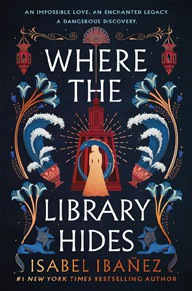 AN IMPOSSIBLE LOVE. AN ENCHANTED LEGACY.
A DANGEROUS DISCOVERY.
WHERE
THE
LIBRARY
HIDES
ISABEL IBAÑEZ
#1 NEW YORK TIMES BESTSELLING AUTHOR